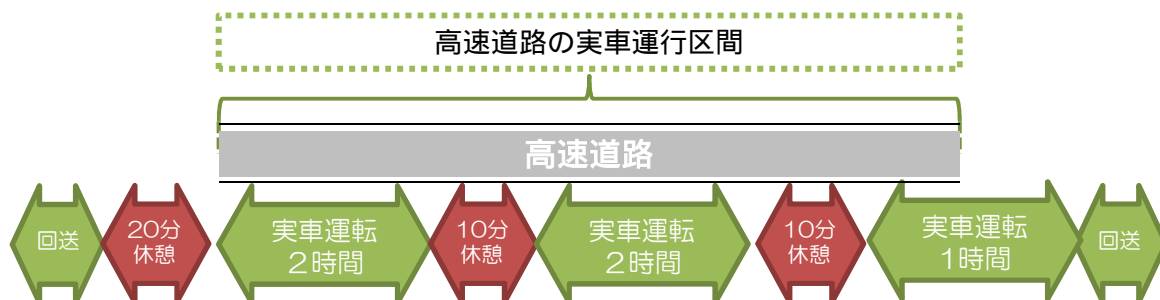 高速道路の実車運行区間
高速道路
回送
20分
休憩
実車運転
２時間
10分
休憩
実車運転
２時間
10分
休憩
実車運転
１時間
回送